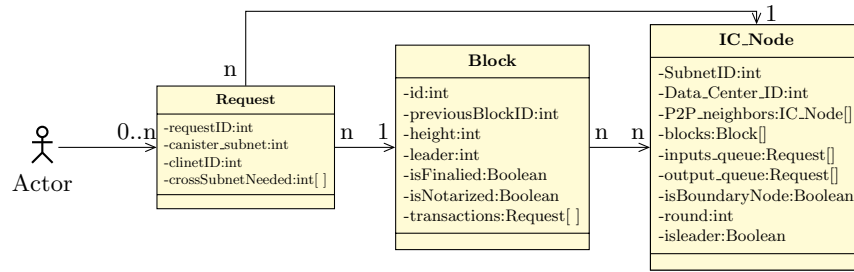 Actor
0..n
n
Request
-requestID:int
-canister_subnet:int
-clinetID:int
-crossSubnetNeeded:int[ ]
n
1
Block
-id:int
-previousBlockID:int
-height:int
-leader:int
-isFinalied:Boolean
-isNotarized:Boolean
-transactions:Request[ ]
n
n
1
IC_Node
-SubnetID:int
-Data_Center_ID:int
-P2P_neighbors:IC_Node[]
-blocks:Block[]
-inputs_queue:Request[]
-output_queue:Request[]
-isBoundaryNode:Boolean
-round:int
-isleader:Boolean